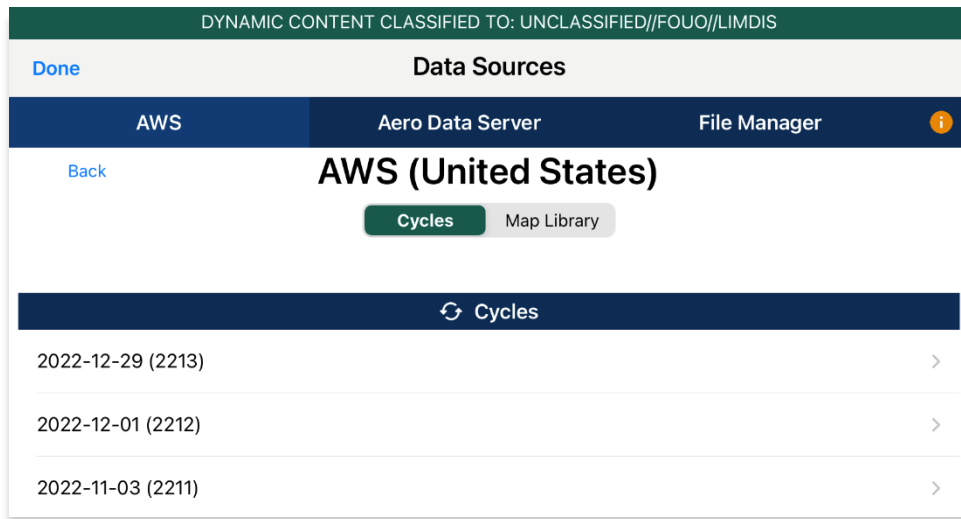 DYNAMIC CONTENT CLASSIFIED TO: UNCLASSIFIED//FOUO//LIMDIS
Done Data Sources
AWS Aero Data Server File Manager i
Back AWS (United States)
Cycles Map Library
Cycles
2022-12-29 (2213)
2022-12-01 (2212)
2022-11-03 (2211)